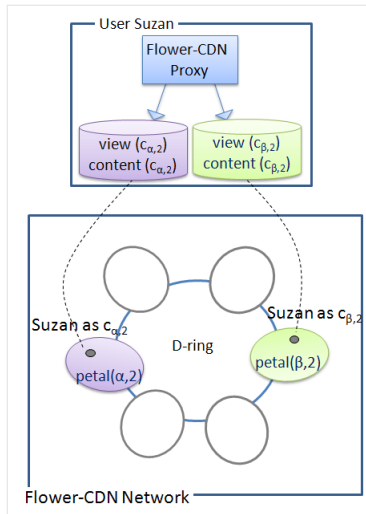 User Suzan
Flower-CDN
Proxy
view (cα,2)
content (cα,2)
view (cβ,2)
content (cβ,2)
Suzan as cα,2
Suzan as cβ,2
D-ring
petal(α,2)
petal(β,2)
Flower-CDN Network